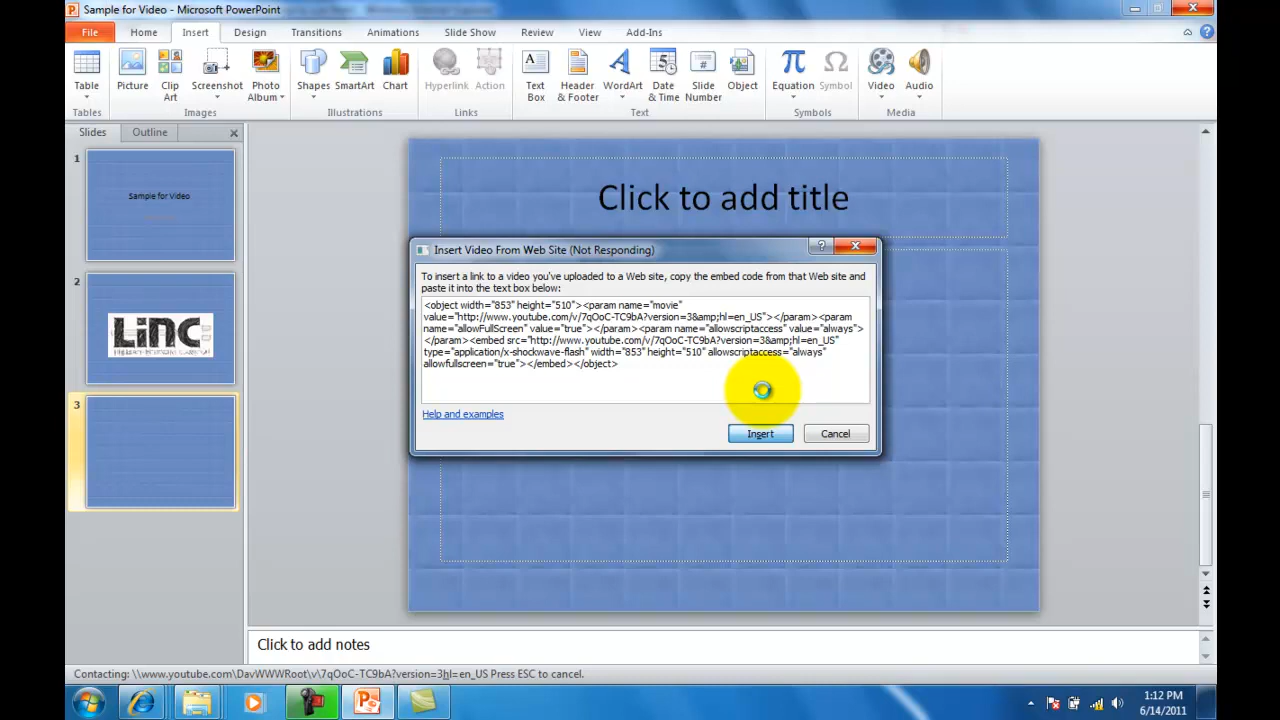 Sample for Video - Microsoft PowerPoint
File Home Insert Design Transitions Animations Slide Show Review View Add-Ins
Table
Picture
Clip Art
Screenshot
Photo Album
Shapes
SmartArt
Chart
Hyperlink
Action
Text Box
Header & Footer
WordArt
Date & Time
Slide Number
Object
Equation
Symbol
Video
Audio
Tables Images Illustrations Links Text Symbols Media
Slides Outline
1
Sample for Video
2
LiNC
3
Click to add title
Insert Video From Web Site (Not Responding)
To insert a link to a video you've uploaded to a Web site, copy the embed code from that Web site and
paste it into the text box below:
<object width="853" height="510"><param name="movie"
value="http://www.youtube.com/v/7qOoC-TC9bA?version=3&amp;hl=en_US"></param><param
name="allowFullScreen" value="true"></param><param name="allowscriptaccess" value="always">
</param><embed src="http://www.youtube.com/v/7qOoC-TC9bA?version=3&amp;hl=en_US"
type="application/x-shockwave-flash" width="853" height="510" allowscriptaccess="always"
allowfullscreen="true"></embed></object>
Help and examples
Insert Cancel
Click to add notes
Contacting: \\www.youtube.com\DavWWWRoot\v\7qOoC-TC9bA?version=3hl=en_US Press ESC to cancel.
1:12 PM
6/14/2011